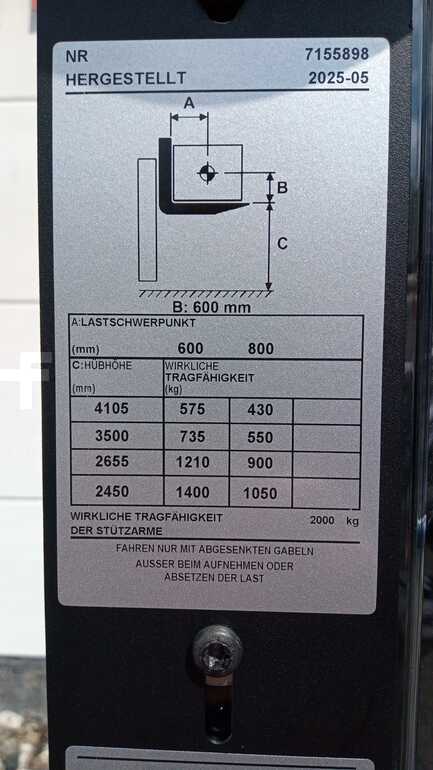 NR 7155898
HERGESTELLT 2025-05
A
B
C
B: 600 mm
A:LASTSCHWERPUNKT
(mm) 600 800
C:HÜBHÖHE WIRKLICHE
TRAGFÄHIGKEIT
(mm) (kg)
4105 575 430
3500 735 550
2655 1210 900
2450 1400 1050
WIRKLICHE TRAGFÄHIGKEIT 2000 kg
DER STÜTZARME
FAHREN NUR MIT ABGESENKTEN GABELN
AUSSER BEIM AUFNEHMEN ODER
ABSETZEN DER LAST